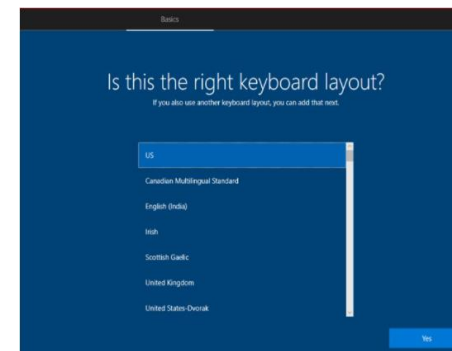 Basics
Is this the right keyboard layout?
If you also use another keyboard layout, you can add that next.
US
Canadian Multilingual Standard
English (India)
Irish
Scottish Gaelic
United Kingdom
United States-Dvorak
Yes